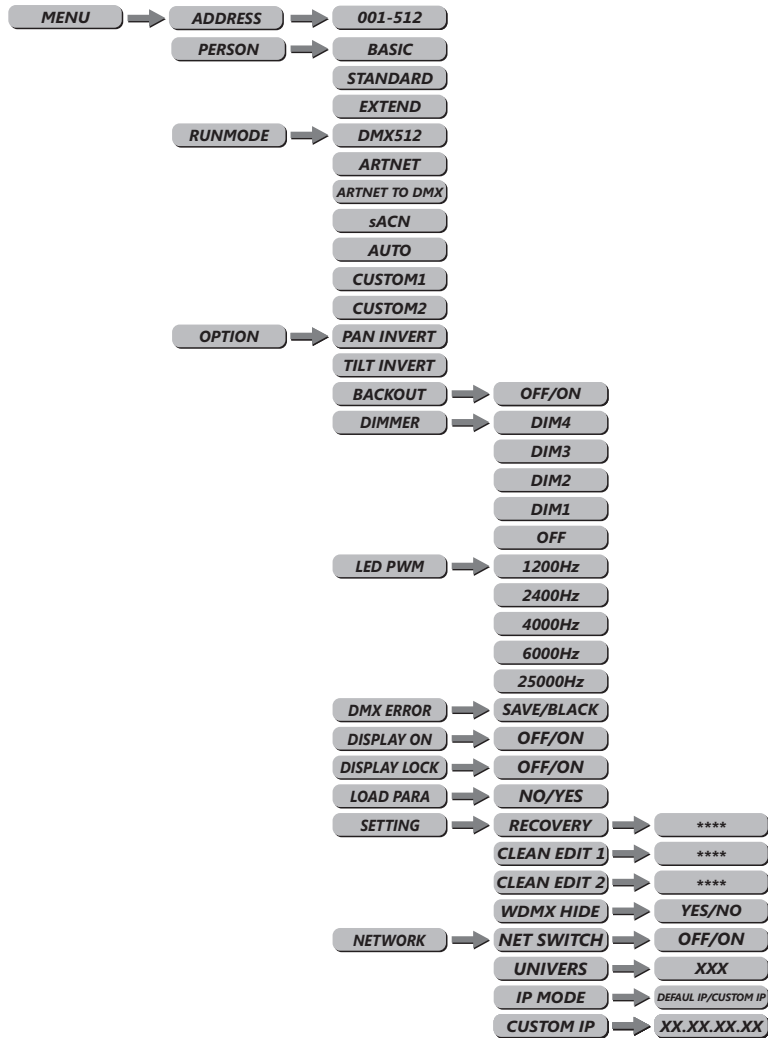 MENU ADDRESS 001-512
PERSON BASIC
STANDARD
EXTEND
RUNMODE DMX512
ARTNET
ARTNET TO DMX
sACN
AUTO
CUSTOM1
CUSTOM2
OPTION PAN INVERT
TILT INVERT
BACKOUT OFF/ON
DIMMER DIM4
DIM3
DIM2
DIM1
OFF
LED PWM 1200Hz
2400Hz
4000Hz
6000Hz
25000Hz
DMX ERROR SAVE/BLACK
DISPLAY ON OFF/ON
DISPLAY LOCK OFF/ON
LOAD PARA NO/YES
SETTING RECOVERY ****
CLEAN EDIT 1 ****
CLEAN EDIT 2 ****
WDMX HIDE YES/NO
NETWORK NET SWITCH OFF/ON
UNIVERS XXX
IP MODE DEFAUL IP/CUSTOM IP
CUSTOM IP XX.XX.XX.XX